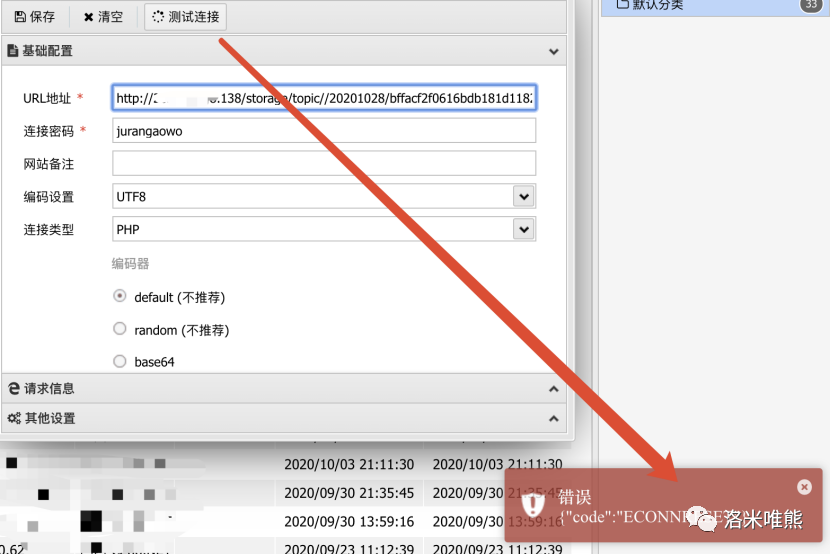 保存 清空 测试连接
默认分类 33
基础配置
URL地址 * http://2 .138/storage/topic//20201028/bffacf2f0616bdb181d118
连接密码 * jurangaowo
网站备注
编码设置 UTF8
连接类型 PHP
编码器
default (不推荐)
random (不推荐)
base64
请求信息
其他设置
2020/10/03 21:11:30 2020/10/03 21:11:30
2020/09/30 21:35:45 2020/09/30 21:35:45
2020/09/30 13:59:16 2020/09/30 13:59:16
0.62 2020/09/23 11:12:39 2020/09/23 11:12:39
错误
{"code":"ECONN
洛米唯熊